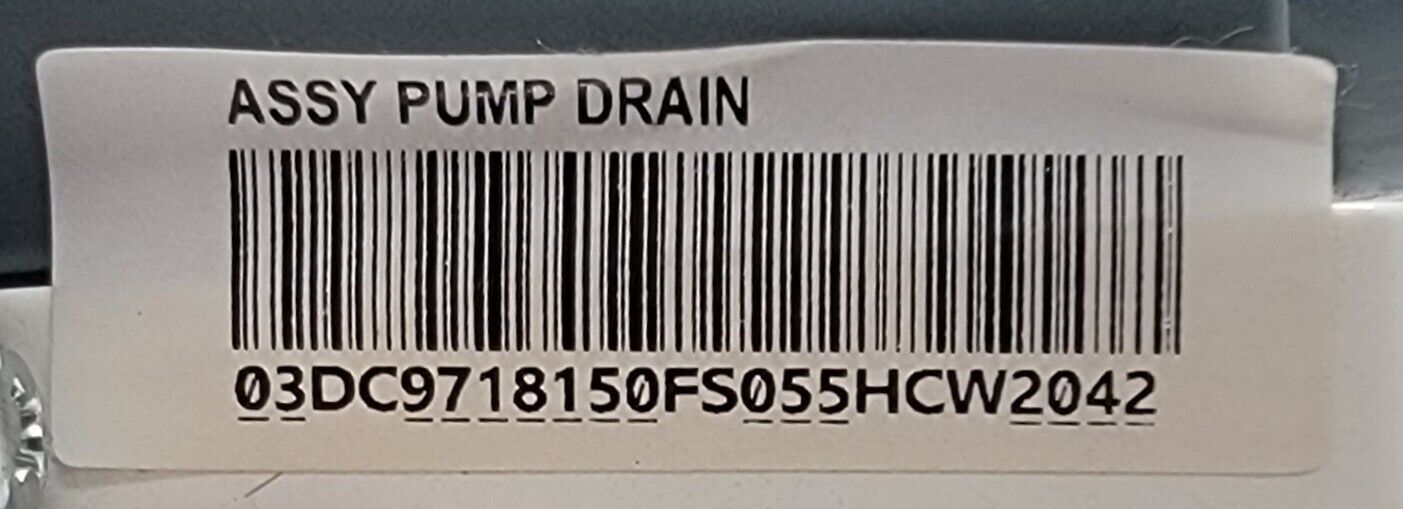 ASSY PUMP DRAIN
03DC9718150FS055HCW2042